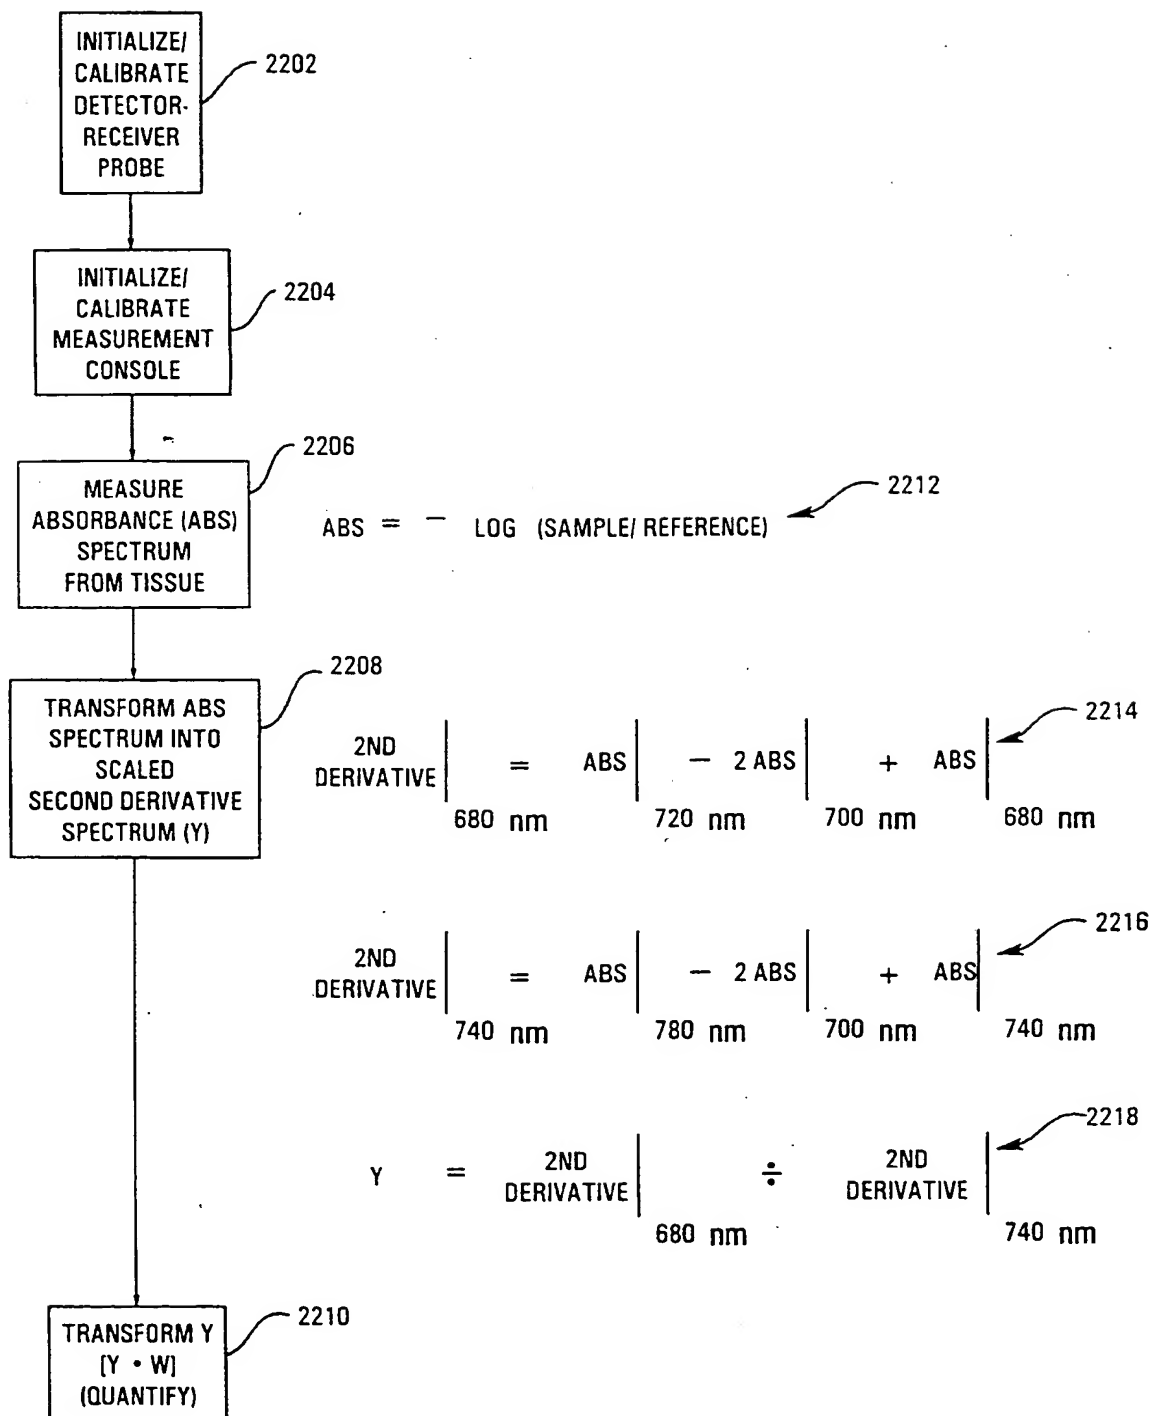 INITIALIZE/
CALIBRATE
DETECTOR-
RECEIVER
PROBE
2202
INITIALIZE/
CALIBRATE
MEASUREMENT
CONSOLE
2204
MEASURE
ABSORBANCE (ABS)
SPECTRUM
FROM TISSUE
2206
ABS = - LOG (SAMPLE/ REFERENCE)
2212
TRANSFORM ABS
SPECTRUM INTO
SCALED
SECOND DERIVATIVE
SPECTRUM (Y)
2208
2ND
DERIVATIVE| = ABS| - 2 ABS| + ABS|
680 nm 720 nm 700 nm 680 nm
2214
2ND
DERIVATIVE| = ABS| - 2 ABS| + ABS|
740 nm 780 nm 700 nm 740 nm
2216
Y = 2ND DERIVATIVE| ÷ 2ND DERIVATIVE|
680 nm 740 nm
2218
TRANSFORM Y
[Y • W]
(QUANTIFY)
2210